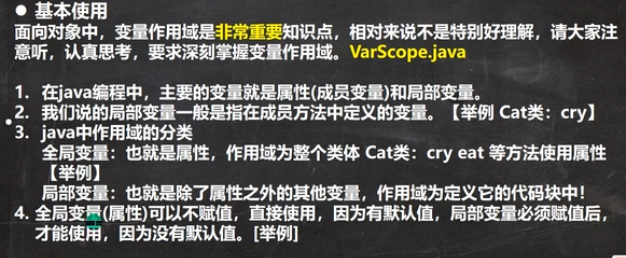 ● 基本使用
面向对象中，变量作用域是非常重要知识点，相对来说不是特别好理解，请大家注
意听，认真思考，要求深刻掌握变量作用域。VarScope.java
1. 在java编程中，主要的变量就是属性(成员变量)和局部变量。
2. 我们说的局部变量一般是指在成员方法中定义的变量。【举例 Cat类：cry】
3. java中作用域的分类
全局变量：也就是属性，作用域为整个类体 Cat类：cry eat 等方法使用属性
【举例】
局部变量：也就是除了属性之外的其他变量，作用域为定义它的代码块中！
4. 全局变量(属性)可以不赋值，直接使用，因为有默认值，局部变量必须赋值后，
才能使用，因为没有默认值。[举例]